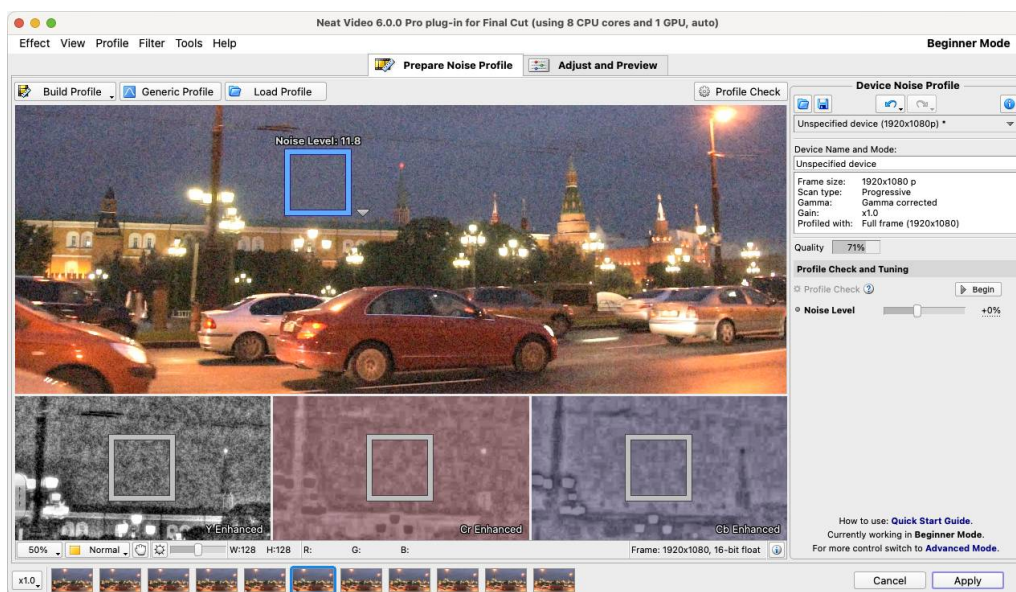 Neat Video 6.0.0 Pro plug-in for Final Cut (using 8 CPU cores and 1 GPU, auto)
Effect View Profile Filter Tools Help
Beginner Mode
Prepare Noise Profile
Adjust and Preview
Build Profile
Generic Profile
Load Profile
Profile Check
Noise Level: 11.8
Y Enhanced
Cr Enhanced
Cb Enhanced
50%
Normal
W:128 H:128 R: G: B:
Frame: 1920x1080, 16-bit float
x1.0
Device Noise Profile
Unspecified device (1920x1080p) *
Device Name and Mode:
Unspecified device
Frame size: 1920x1080 p
Scan type: Progressive
Gamma: Gamma corrected
Gain: x1.0
Profiled with: Full frame (1920x1080)
Quality 71%
Profile Check and Tuning
Profile Check ? Begin
Noise Level +0%
How to use: Quick Start Guide.
Currently working in Beginner Mode.
For more control switch to Advanced Mode.
Cancel
Apply